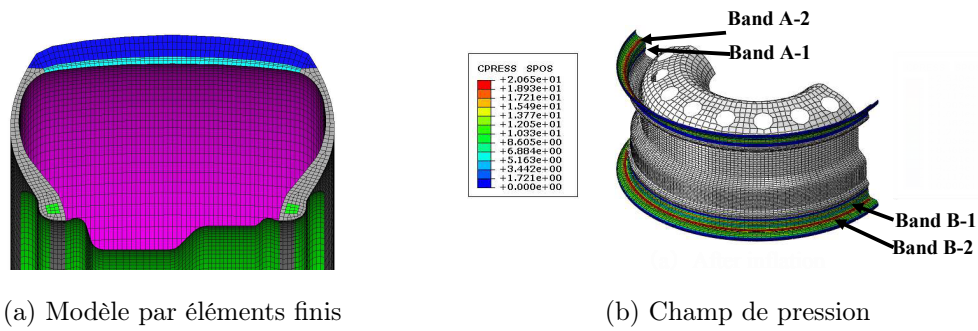 Band A-2
Band A-1
CPRESS SPOS
+2.065e+01
+1.893e+01
+1.721e+01
+1.549e+01
+1.377e+01
+1.205e+01
+1.033e+01
+8.605e+00
+6.884e+00
+5.163e+00
+3.442e+00
+1.721e+00
+0.000e+00
Band B-1
Band B-2
(a) Modèle par éléments finis
(b) Champ de pression